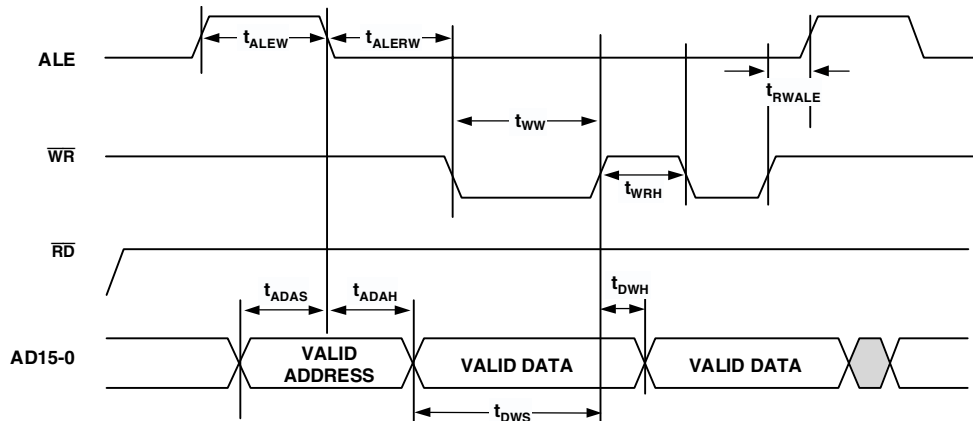 ALE
tALEW
tALERW
tRWALE
tWW
WR
tWRH
RD
tADAS
tADAH
tDWH
AD15-0
VALID ADDRESS
VALID DATA
VALID DATA
tDWS